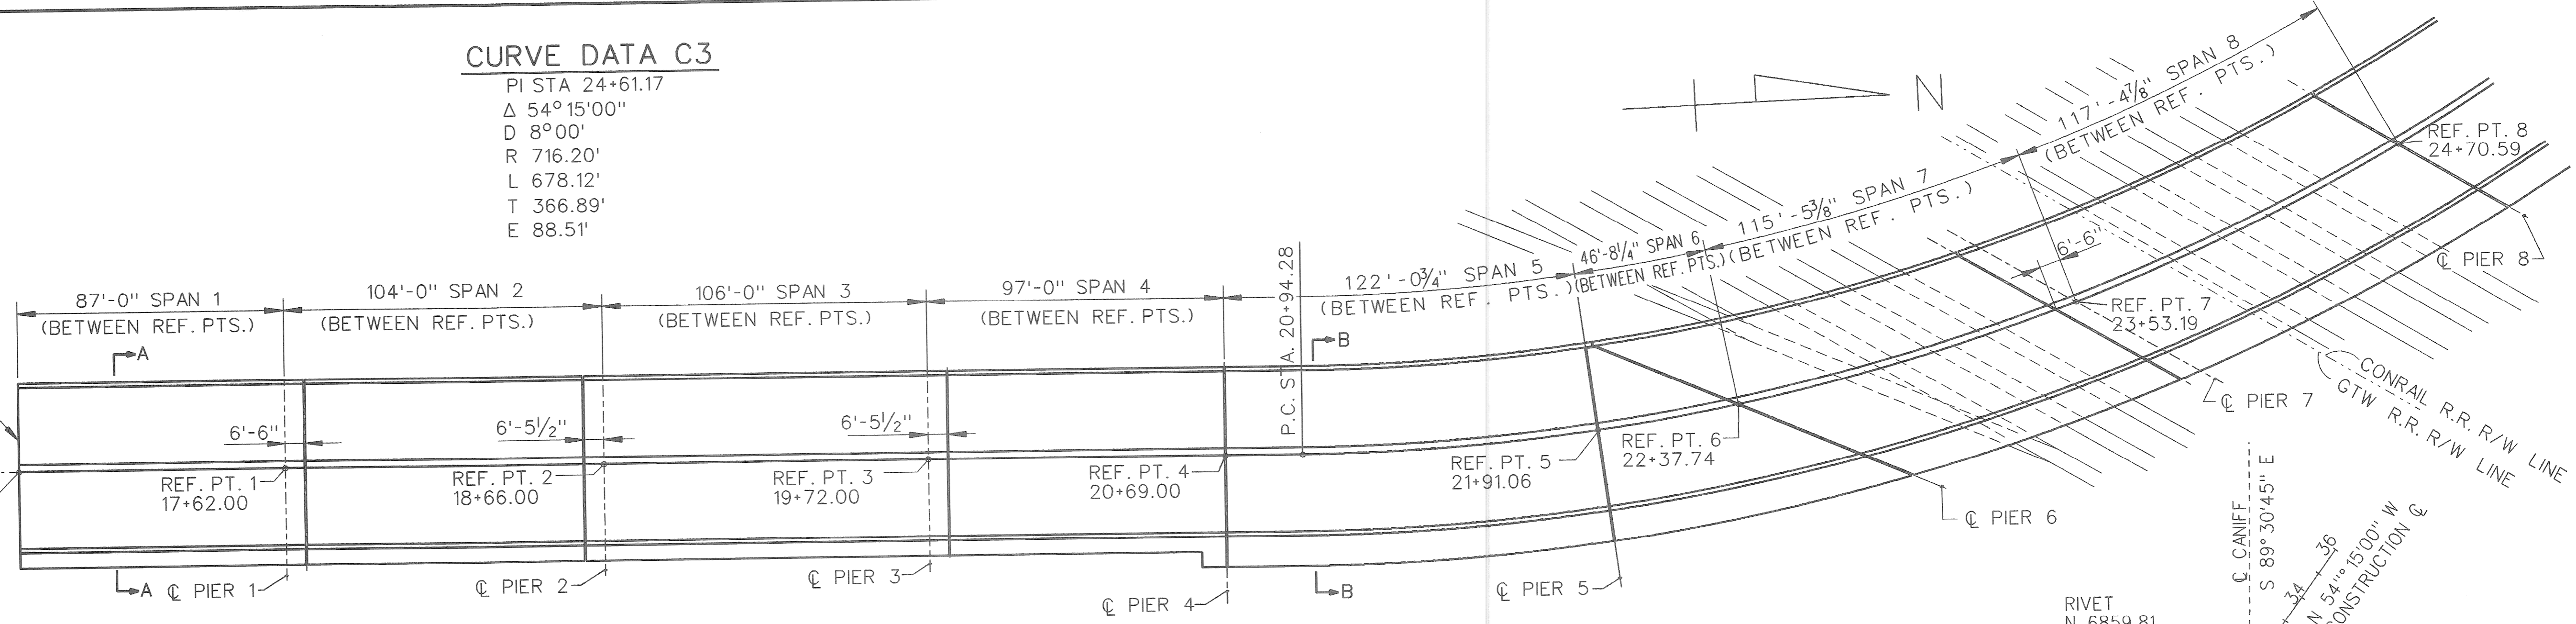 CURVE DATA C3
PI STA 24+61.17
Δ 54°15'00"
D 8°00'
R 716.20'
L 678.12'
T 366.89'
E 88.51'
N
87'-0" SPAN 1
(BETWEEN REF. PTS.)
104'-0" SPAN 2
(BETWEEN REF. PTS.)
106'-0" SPAN 3
(BETWEEN REF. PTS.)
97'-0" SPAN 4
(BETWEEN REF. PTS.)
122'-0¾" SPAN 5
(BETWEEN REF. PTS.)
46'-8¼" SPAN 6
(BETWEEN REF. PTS.)
115'-5⅜" SPAN 7
(BETWEEN REF. PTS.)
117'-4⅞" SPAN 8
(BETWEEN REF. PTS.)
P.C. STA. 20+94.28
A
B
6'-6"
6'-5½"
6'-5½"
6'-6"
REF. PT. 1
17+62.00
REF. PT. 2
18+66.00
REF. PT. 3
19+72.00
REF. PT. 4
20+69.00
REF. PT. 5
21+91.06
REF. PT. 6
22+37.74
REF. PT. 7
23+53.19
REF. PT. 8
24+70.59
A
B
℄ PIER 1
℄ PIER 2
℄ PIER 3
℄ PIER 4
℄ PIER 5
℄ PIER 6
℄ PIER 7
℄ PIER 8
CONRAIL R.R. R/W LINE
GTW R.R. R/W LINE
℄ CANIFF
S 89°30'45" E
34
36
N 54°15'00" W
CONSTRUCTION ℄
RIVET
N 6859.81